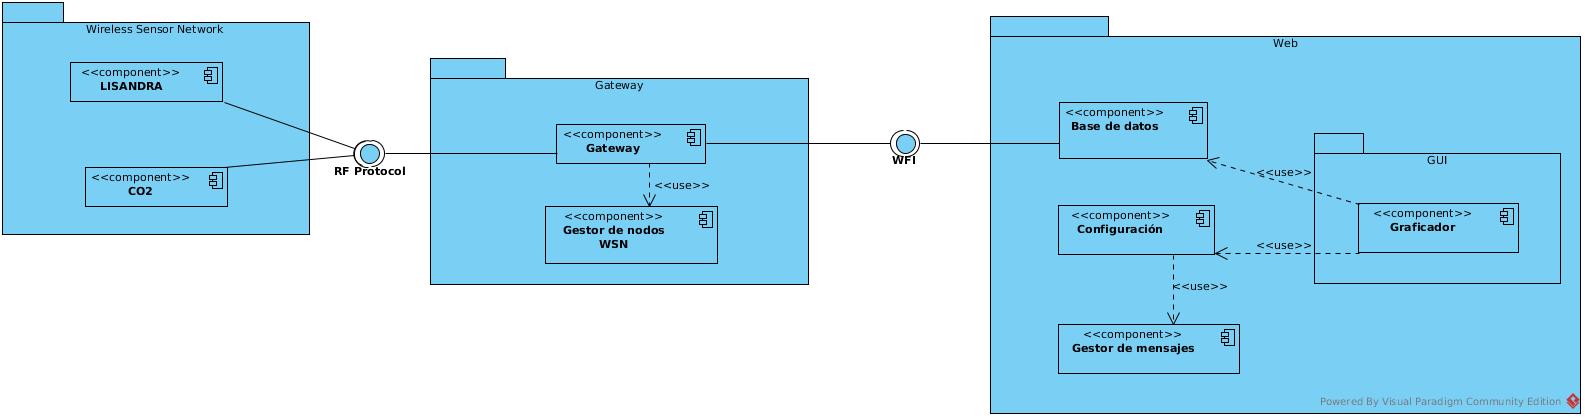 Wireless Sensor Network
<<component>>
LISANDRA
<<component>>
CO2
RF Protocol
Gateway
<<component>>
Gateway
<<use>>
<<component>>
Gestor de nodos
WSN
WFI
Web
<<component>>
Base de datos
<<use>>
GUI
<<component>>
Graficador
<<component>>
Configuración
<<use>>
<<use>>
<<component>>
Gestor de mensajes
Powered By Visual Paradigm Community Edition